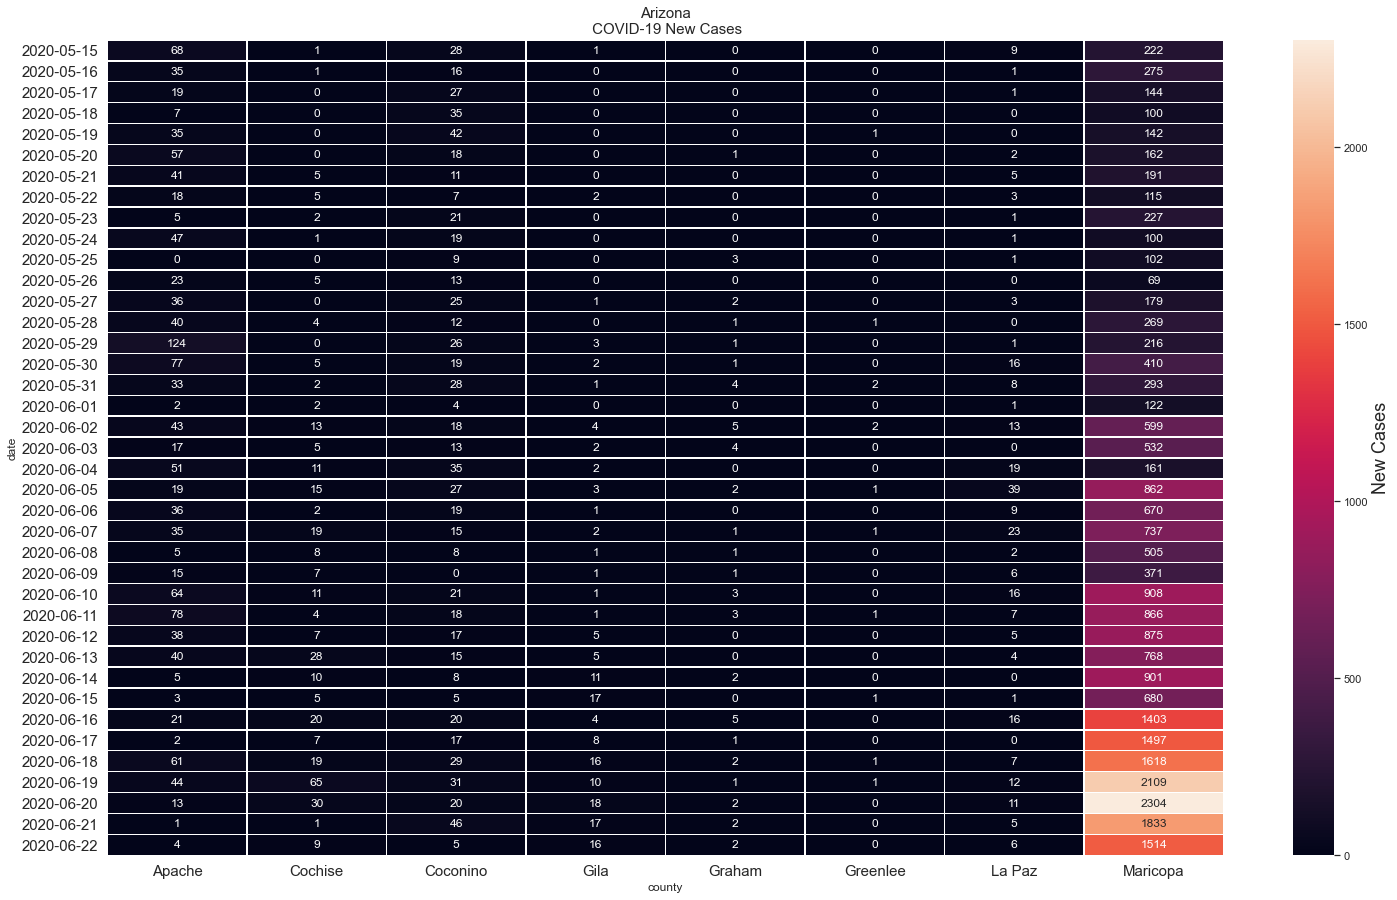 Arizona
COVID-19 New Cases
2020-05-15 68 1 28 1 0 0 9 222
2020-05-16 35 1 16 0 0 0 1 275
2020-05-17 19 0 27 0 0 0 1 144
2020-05-18 7 0 35 0 0 0 0 100
2020-05-19 35 0 42 0 0 1 0 142
2020-05-20 57 0 18 0 1 0 2 162
2020-05-21 41 5 11 0 0 0 5 191
2020-05-22 18 5 7 2 0 0 3 115
2020-05-23 5 2 21 0 0 0 1 227
2020-05-24 47 1 19 0 0 0 1 100
2020-05-25 0 0 9 0 3 0 1 102
2020-05-26 23 5 13 0 0 0 0 69
2020-05-27 36 0 25 1 2 0 3 179
2020-05-28 40 4 12 0 1 1 0 269
2020-05-29 124 0 26 3 1 0 1 216
2020-05-30 77 5 19 2 1 0 16 410
2020-05-31 33 2 28 1 4 2 8 293
2020-06-01 2 2 4 0 0 0 1 122
2020-06-02 43 13 18 4 5 2 13 599
2020-06-03 17 5 13 2 4 0 0 532
2020-06-04 51 11 35 2 0 0 19 161
2020-06-05 19 15 27 3 2 1 39 862
2020-06-06 36 2 19 1 0 0 9 670
2020-06-07 35 19 15 2 1 1 23 737
2020-06-08 5 8 8 1 1 0 2 505
2020-06-09 15 7 0 1 1 0 6 371
2020-06-10 64 11 21 1 3 0 16 908
2020-06-11 78 4 18 1 3 1 7 866
2020-06-12 38 7 17 5 0 0 5 875
2020-06-13 40 28 15 5 0 0 4 768
2020-06-14 5 10 8 11 2 0 0 901
2020-06-15 3 5 5 17 0 1 1 680
2020-06-16 21 20 20 4 5 0 16 1403
2020-06-17 2 7 17 8 1 0 0 1497
2020-06-18 61 19 29 16 2 1 7 1618
2020-06-19 44 65 31 10 1 1 12 2109
2020-06-20 13 30 20 18 2 0 11 2304
2020-06-21 1 1 46 17 2 0 5 1833
2020-06-22 4 9 5 16 2 0 6 1514
Apache Cochise Coconino Gila Graham Greenlee La Paz Maricopa
county
date
2000
1500
1000
500
0
New Cases